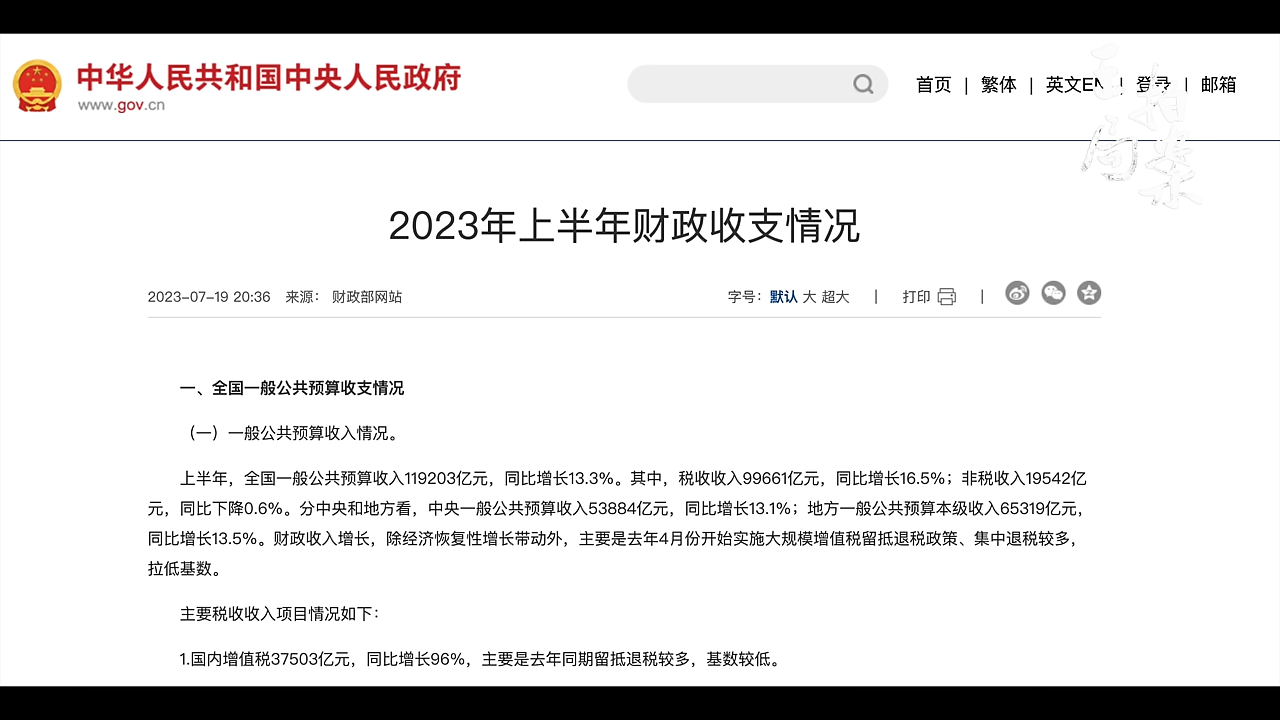 中华人民共和国中央人民政府
www.gov.cn
首页 | 繁体 | 英文EN | 登录 | 邮箱
2023年上半年财政收支情况
2023-07-19 20:36 来源： 财政部网站 字号：默认 大 超大 | 打印 |
一、全国一般公共预算收支情况
（一）一般公共预算收入情况。
上半年，全国一般公共预算收入119203亿元，同比增长13.3%。其中，税收收入99661亿元，同比增长16.5%；非税收入19542亿
元，同比下降0.6%。分中央和地方看，中央一般公共预算收入53884亿元，同比增长13.1%；地方一般公共预算本级收入65319亿元，
同比增长13.5%。财政收入增长，除经济恢复性增长带动外，主要是去年4月份开始实施大规模增值税留抵退税政策、集中退税较多，
拉低基数。
主要税收收入项目情况如下：
1.国内增值税37503亿元，同比增长96%，主要是去年同期留抵退税较多，基数较低。